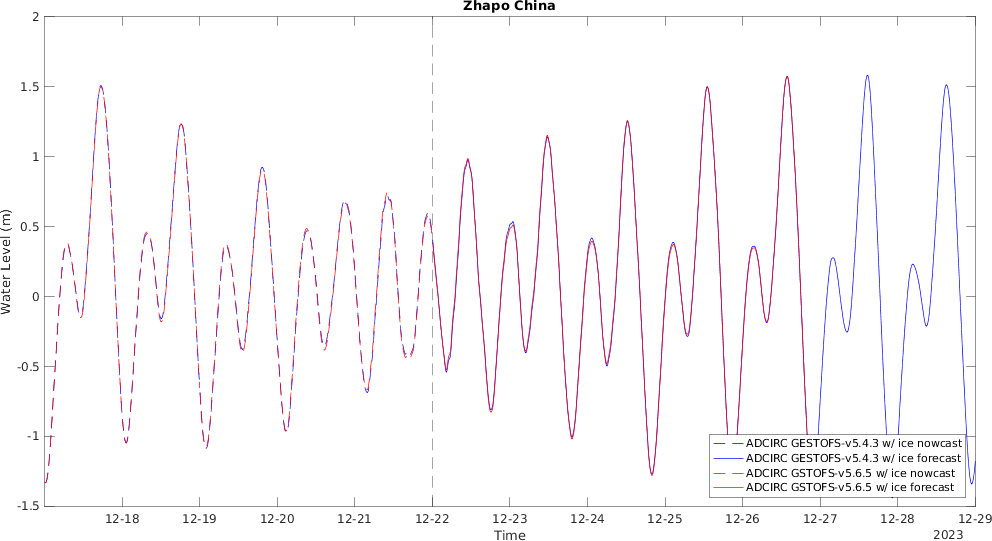 Zhapo China
2
1.5
1
0.5
0
-0.5
-1
-1.5
Water Level (m)
ADCIRC GESTOFS-v5.4.3 w/ ice nowcast
ADCIRC GESTOFS-v5.4.3 w/ ice forecast
ADCIRC GSTOFS-v5.6.5 w/ ice nowcast
ADCIRC GSTOFS-v5.6.5 w/ ice forecast
12-18 12-19 12-20 12-21 12-22 12-23 12-24 12-25 12-26 12-27 12-28 12-29
Time
2023